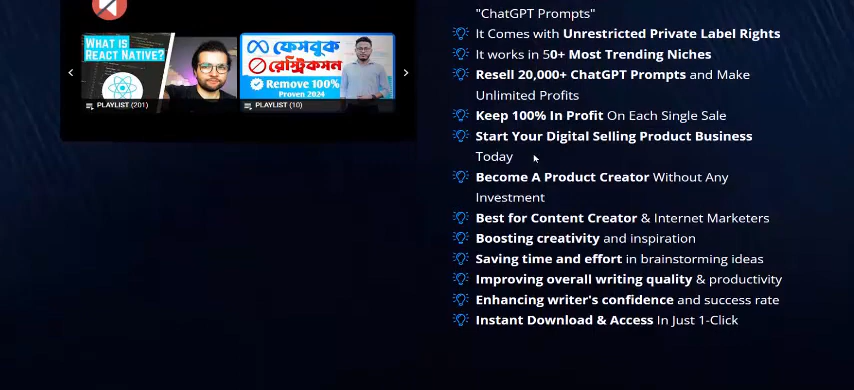 WHAT IS
REACT NATIVE?
PLAYLIST (201)
ফেসবুক
রেস্ট্রিকসন
Remove 100%
Proven 2024
PLAYLIST (10)
"ChatGPT Prompts"
It Comes with Unrestricted Private Label Rights
It works in 50+ Most Trending Niches
Resell 20,000+ ChatGPT Prompts and Make
Unlimited Profits
Keep 100% In Profit On Each Single Sale
Start Your Digital Selling Product Business
Today
Become A Product Creator Without Any
Investment
Best for Content Creator & Internet Marketers
Boosting creativity and inspiration
Saving time and effort in brainstorming ideas
Improving overall writing quality & productivity
Enhancing writer's confidence and success rate
Instant Download & Access In Just 1-Click